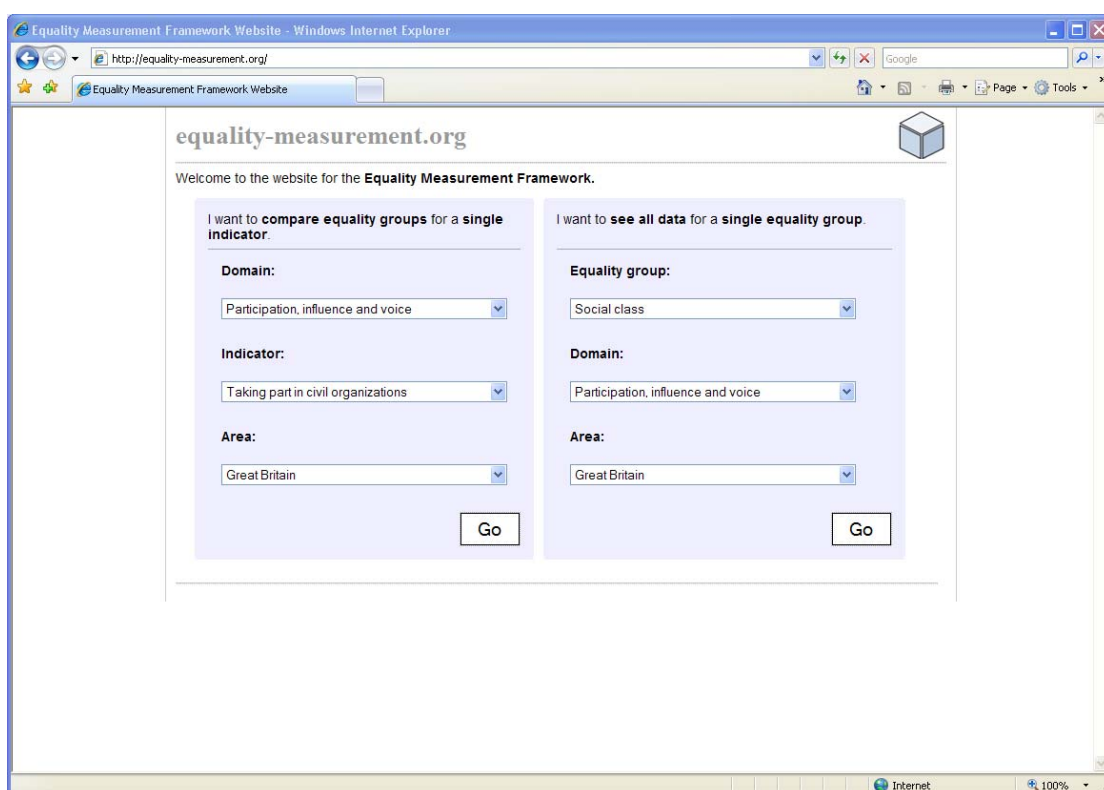 Equality Measurement Framework Website - Windows Internet Explorer
http://equality-measurement.org/
Google
Equality Measurement Framework Website
Page
Tools
»
equality-measurement.org
Welcome to the website for the Equality Measurement Framework.
I want to compare equality groups for a single
indicator.
Domain:
Participation, influence and voice
Indicator:
Taking part in civil organizations
Area:
Great Britain
Go
I want to see all data for a single equality group.
Equality group:
Social class
Domain:
Participation, influence and voice
Area:
Great Britain
Go
Internet
100%